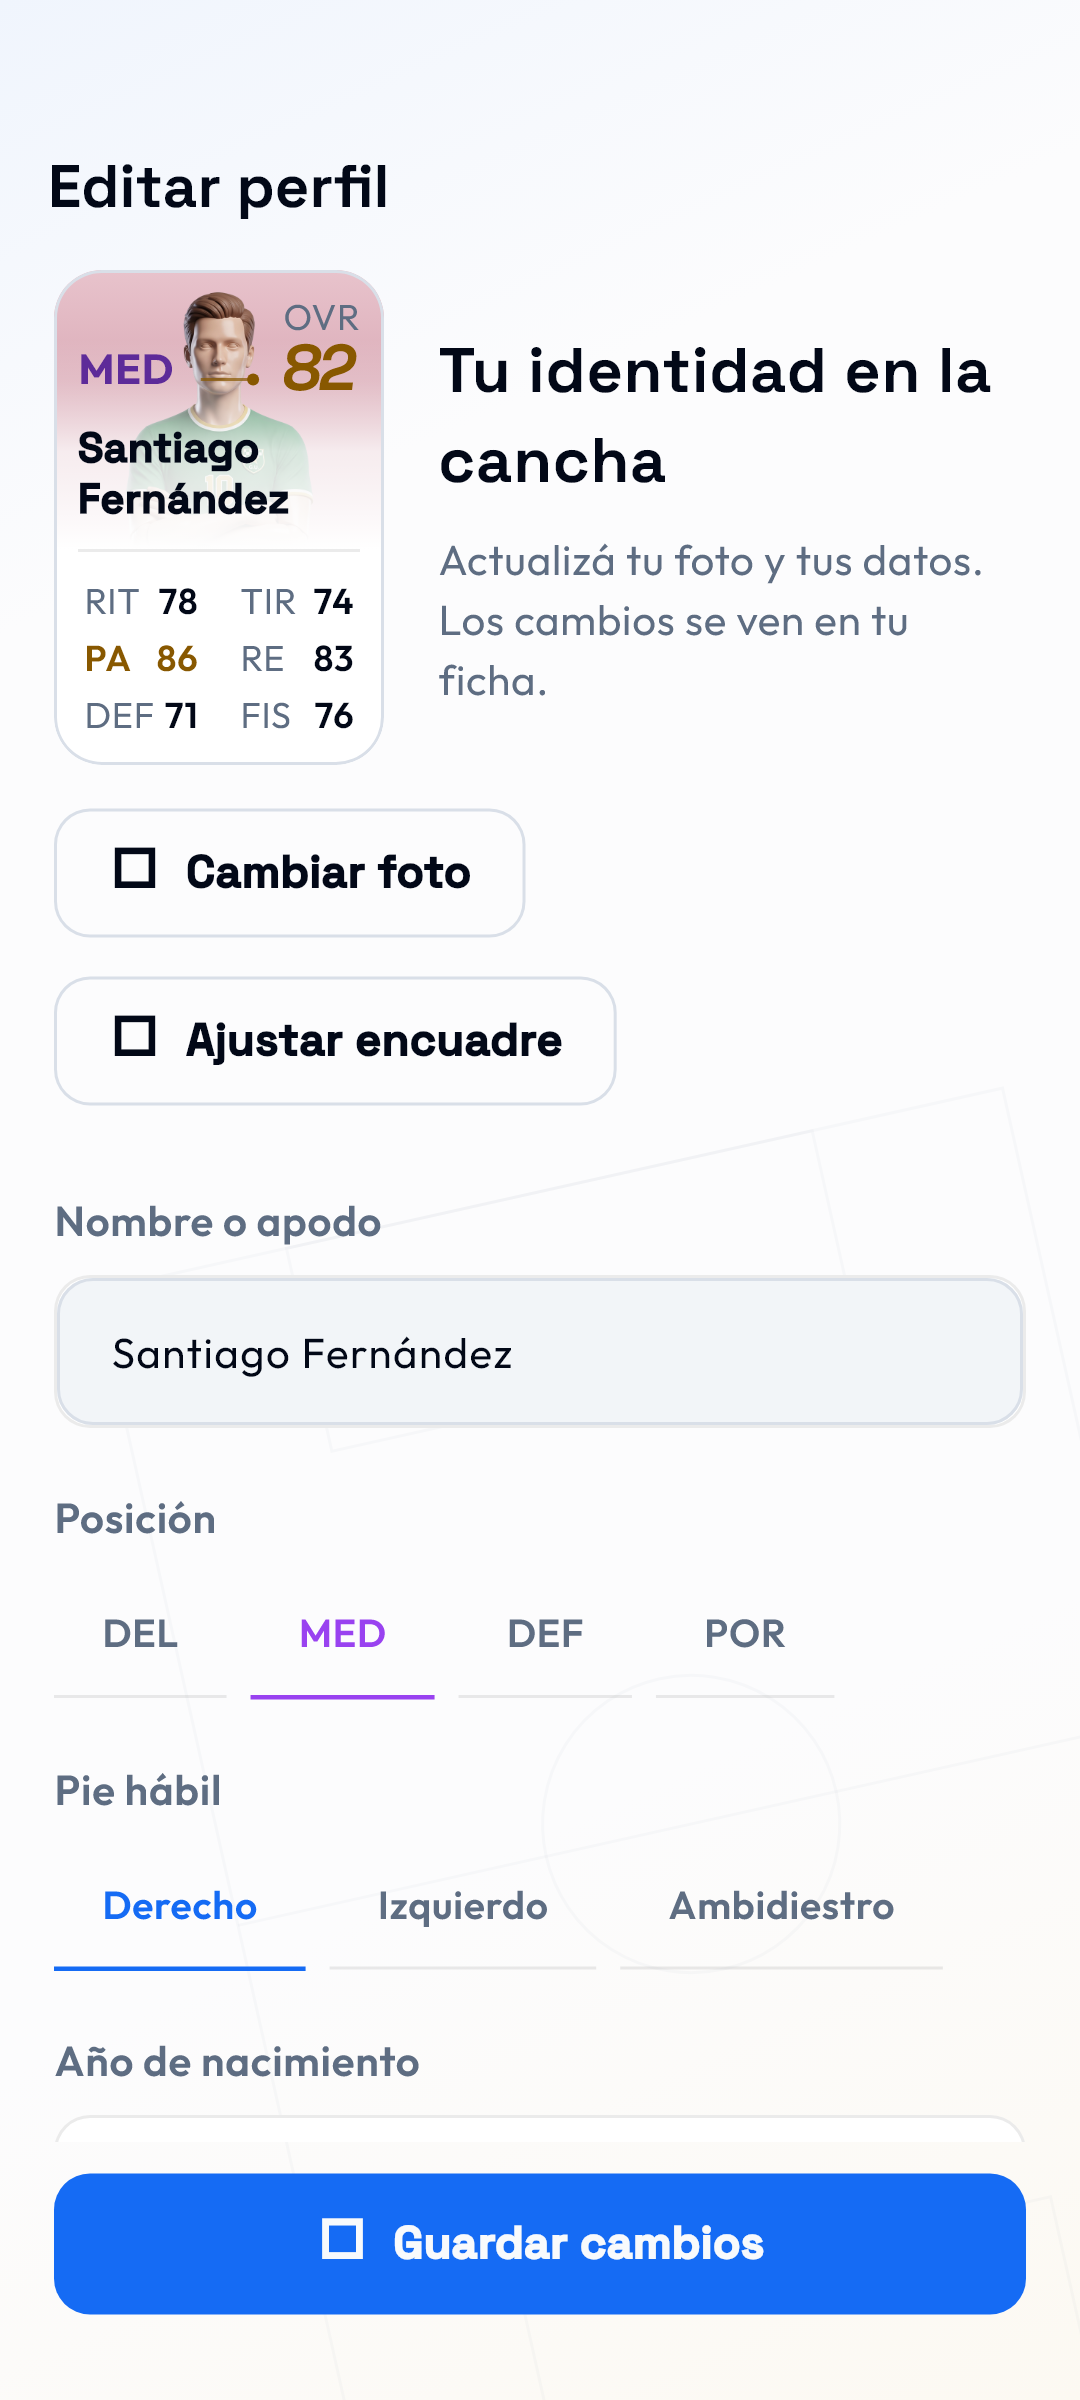 Editar perfil
OVR
MED
82
Santiago
Fernández
RIT 78 TIR 74
PA 86 RE 83
DEF 71 FIS 76
Tu identidad en la
cancha
Actualizá tu foto y tus datos.
Los cambios se ven en tu
ficha.
Cambiar foto
Ajustar encuadre
Nombre o apodo
Santiago Fernández
Posición
DEL MED DEF POR
Pie hábil
Derecho Izquierdo Ambidiestro
Año de nacimiento
Guardar cambios